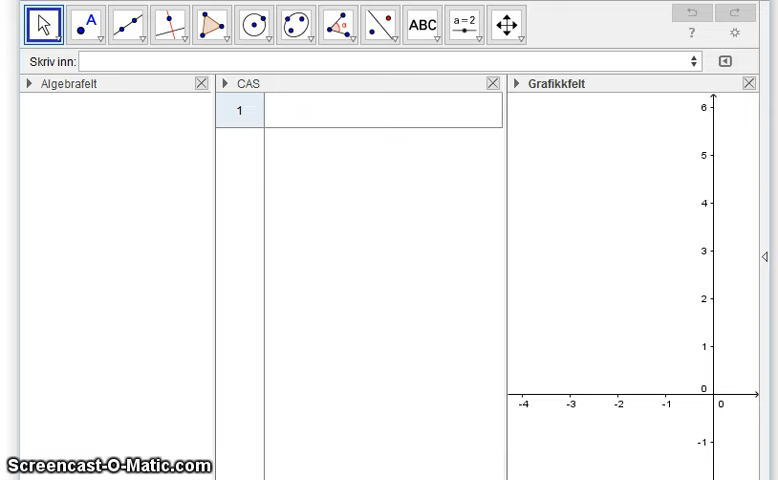 A
α
ABC
a=2
?
Skriv inn:
Algebrafelt
CAS
Grafikkfelt
1
6
5
4
3
2
1
0
-4 -3 -2 -1 0
-1
Screencast-O-Matic.com